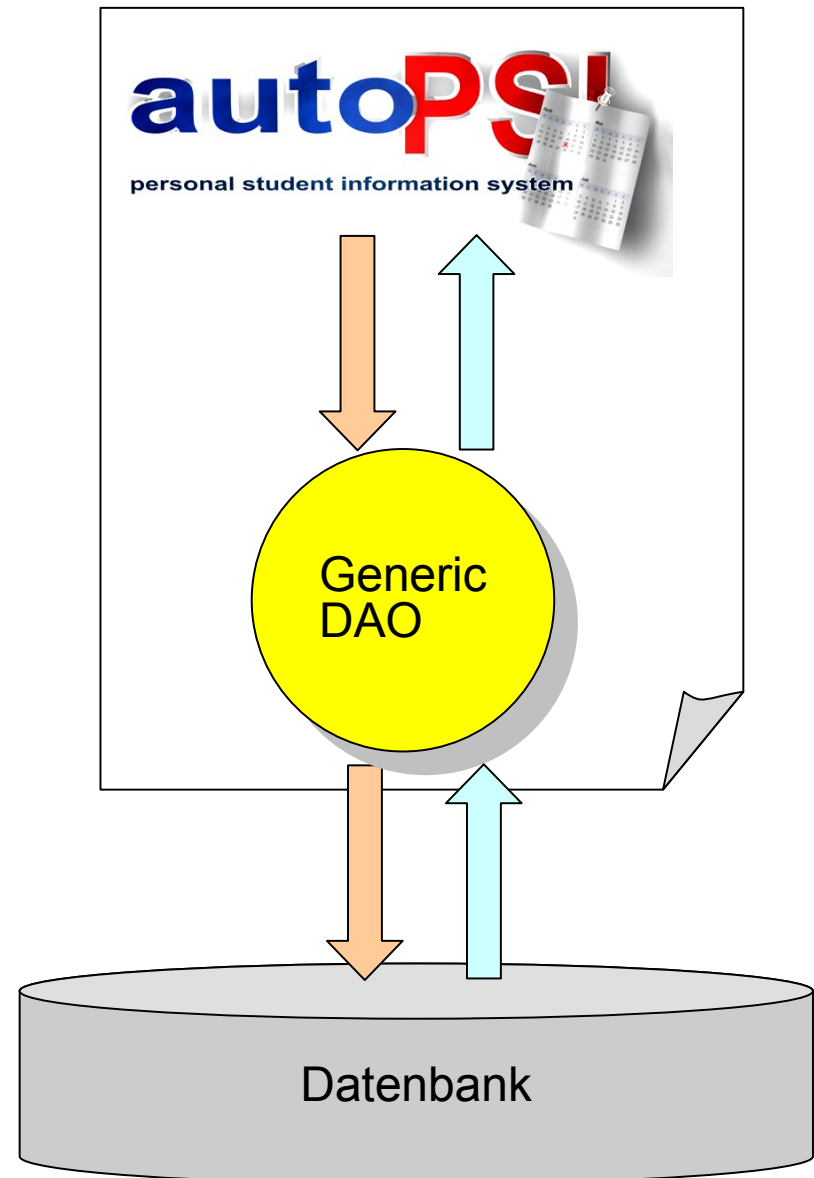 autoPSI
personal student information system
Generic
DAO
Datenbank